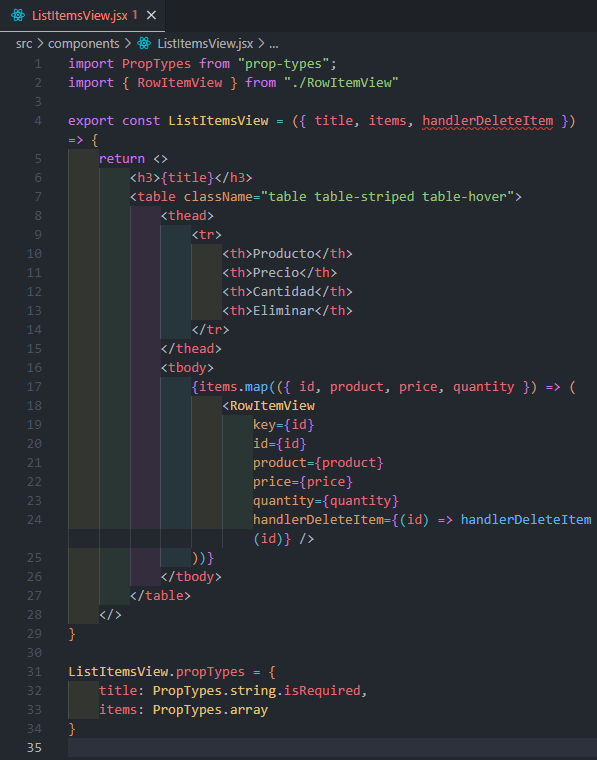 ListItemsView.jsx 1 ×
src > components > ListItemsView.jsx > ...
1 import PropTypes from "prop-types";
2 import { RowItemView } from "./RowItemView"
3
4 export const ListItemsView = ({ title, items, handlerDeleteItem })
=> {
5 return <>
6 <h3>{title}</h3>
7 <table className="table table-striped table-hover">
8 <thead>
9 <tr>
10 <th>Producto</th>
11 <th>Precio</th>
12 <th>Cantidad</th>
13 <th>Eliminar</th>
14 </tr>
15 </thead>
16 <tbody>
17 {items.map(({ id, product, price, quantity }) => (
18 <RowItemView
19 key={id}
20 id={id}
21 product={product}
22 price={price}
23 quantity={quantity}
24 handlerDeleteItem={(id) => handlerDeleteItem
(id)} />
25 ))}
26 </tbody>
27 </table>
28 </>
29 }
30
31 ListItemsView.propTypes = {
32 title: PropTypes.string.isRequired,
33 items: PropTypes.array
34 }
35